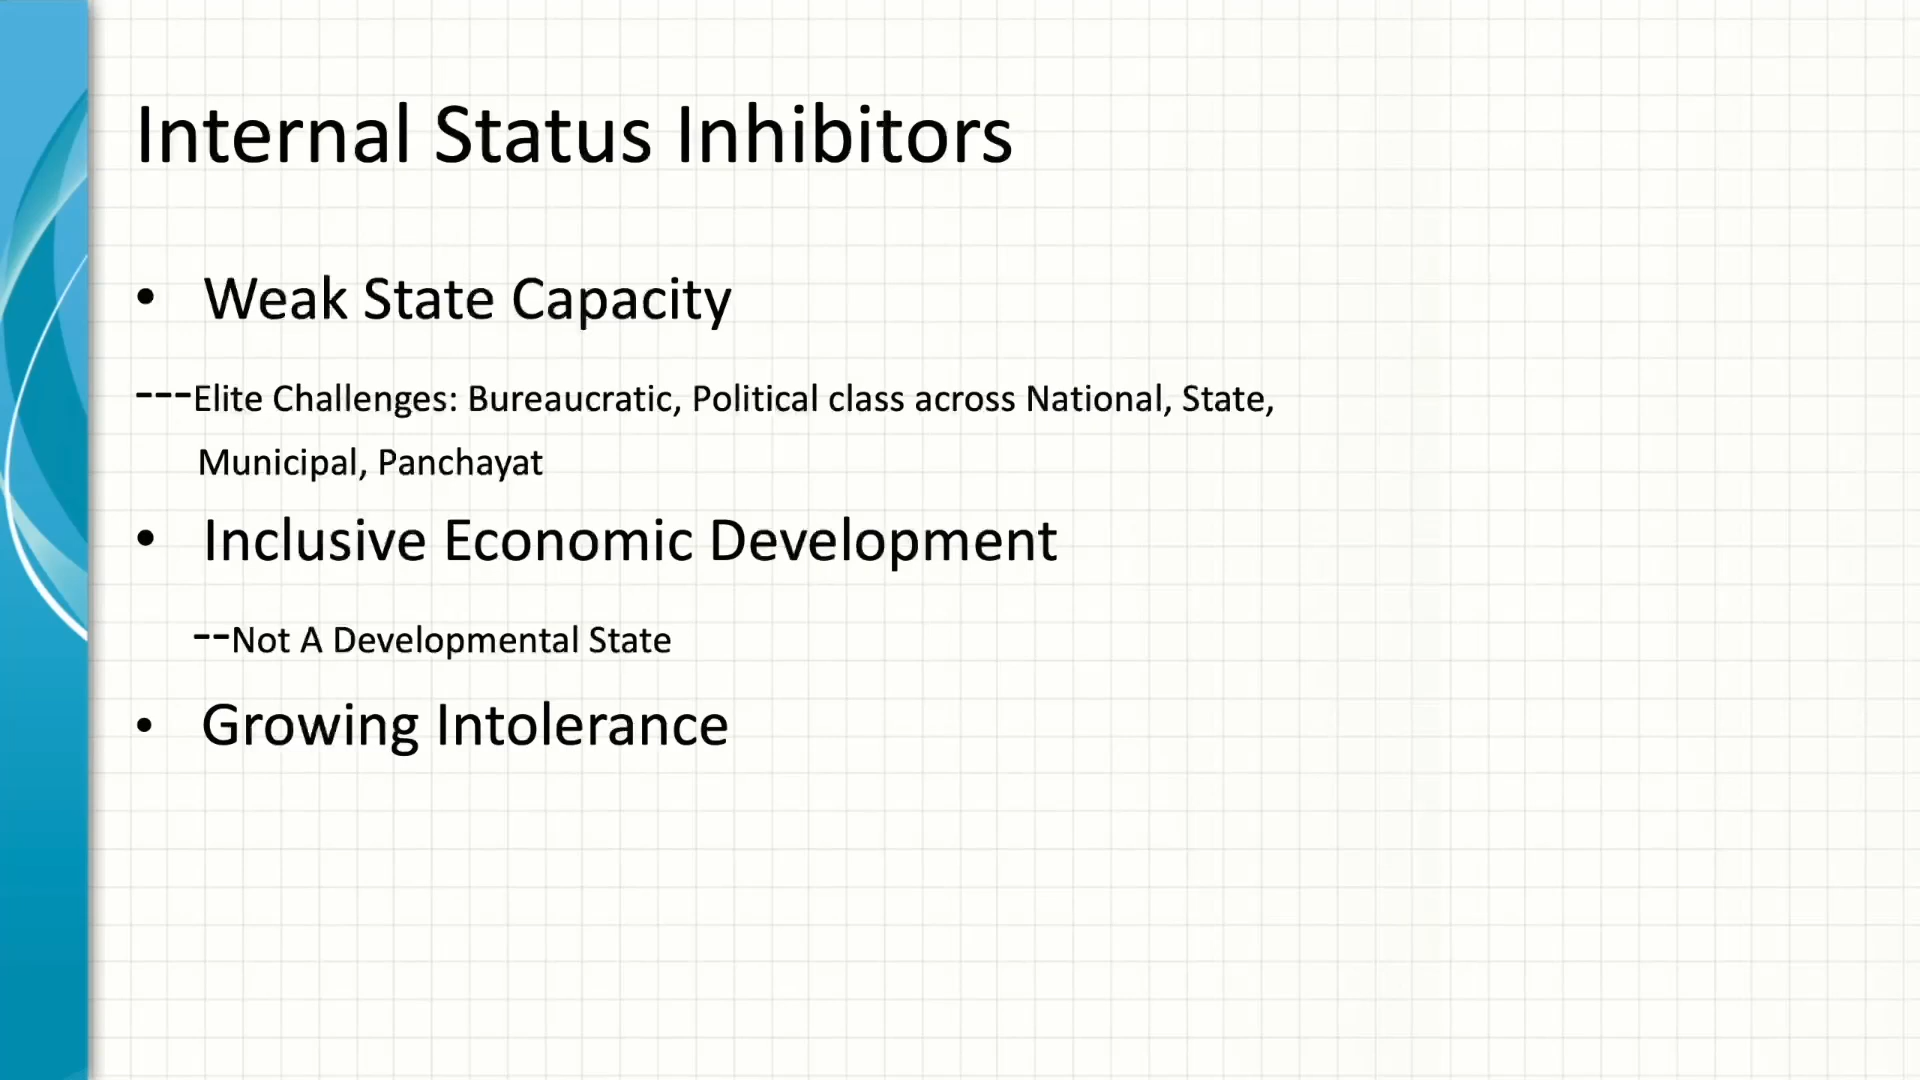 Internal Status Inhibitors
• Weak State Capacity
---Elite Challenges: Bureaucratic, Political class across National, State,
Municipal, Panchayat
• Inclusive Economic Development
--Not A Developmental State
• Growing Intolerance